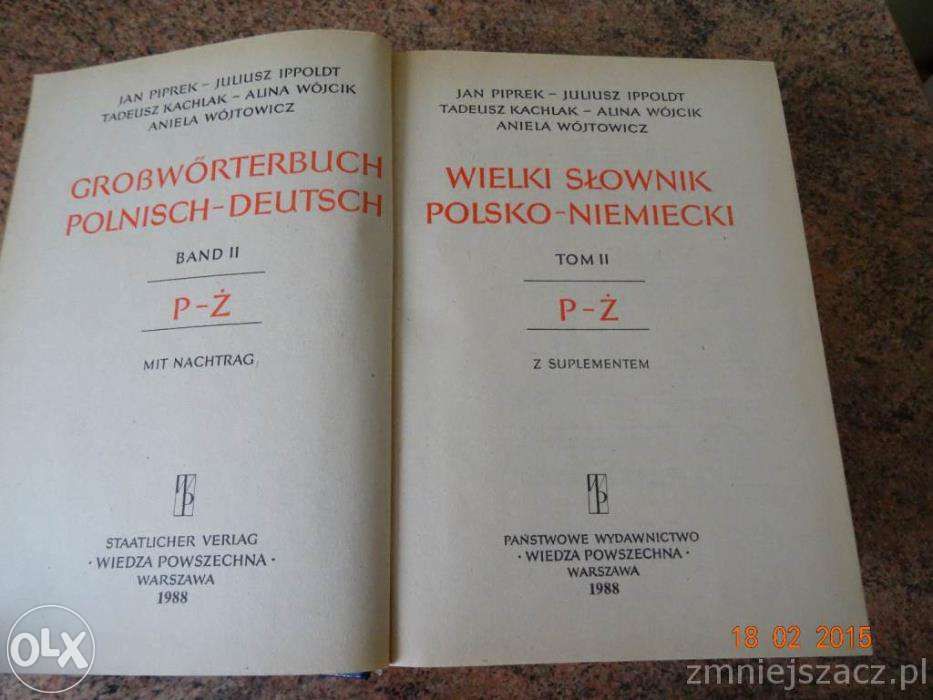 JAN PIPREK – JULIUSZ IPPOLDT
TADEUSZ KACHLAK – ALINA WÓJCIK
ANIELA WÓJTOWICZ
GROßWÖRTERBUCH
POLNISCH-DEUTSCH
BAND II
P-Ż
MIT NACHTRAG
WP
STAATLICHER VERLAG
·WIEDZA POWSZECHNA·
WARSZAWA
1988
JAN PIPREK – JULIUSZ IPPOLDT
TADEUSZ KACHLAK – ALINA WÓJCIK
ANIELA WÓJTOWICZ
WIELKI SŁOWNIK
POLSKO-NIEMIECKI
TOM II
P-Ż
Z SUPLEMENTEM
WP
PAŃSTWOWE WYDAWNICTWO
·WIEDZA POWSZECHNA·
WARSZAWA
1988
18 02 2015
OLX
zmniejszacz.pl